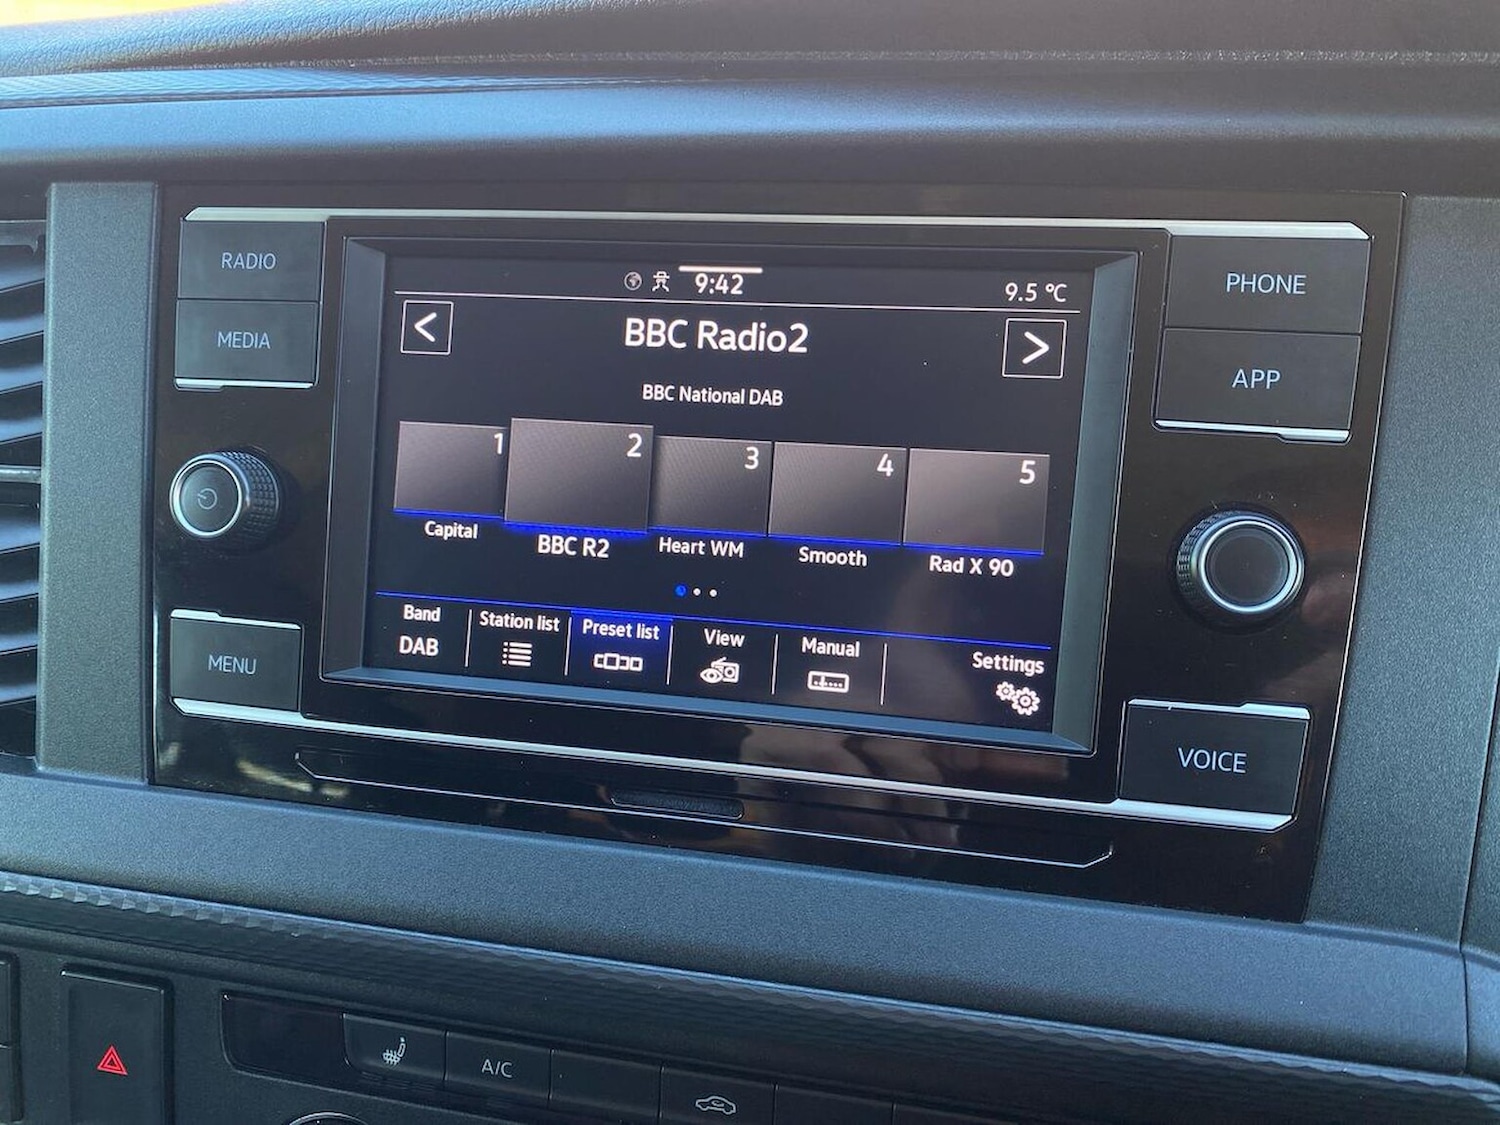 RADIO
MEDIA
MENU
9:42
9.5 °C
<
BBC Radio2
>
BBC National DAB
1
2
3
4
5
Capital
BBC R2
Heart WM
Smooth
Rad X 90
Band
DAB
Station list
Preset list
View
Manual
Settings
PHONE
APP
VOICE
A/C